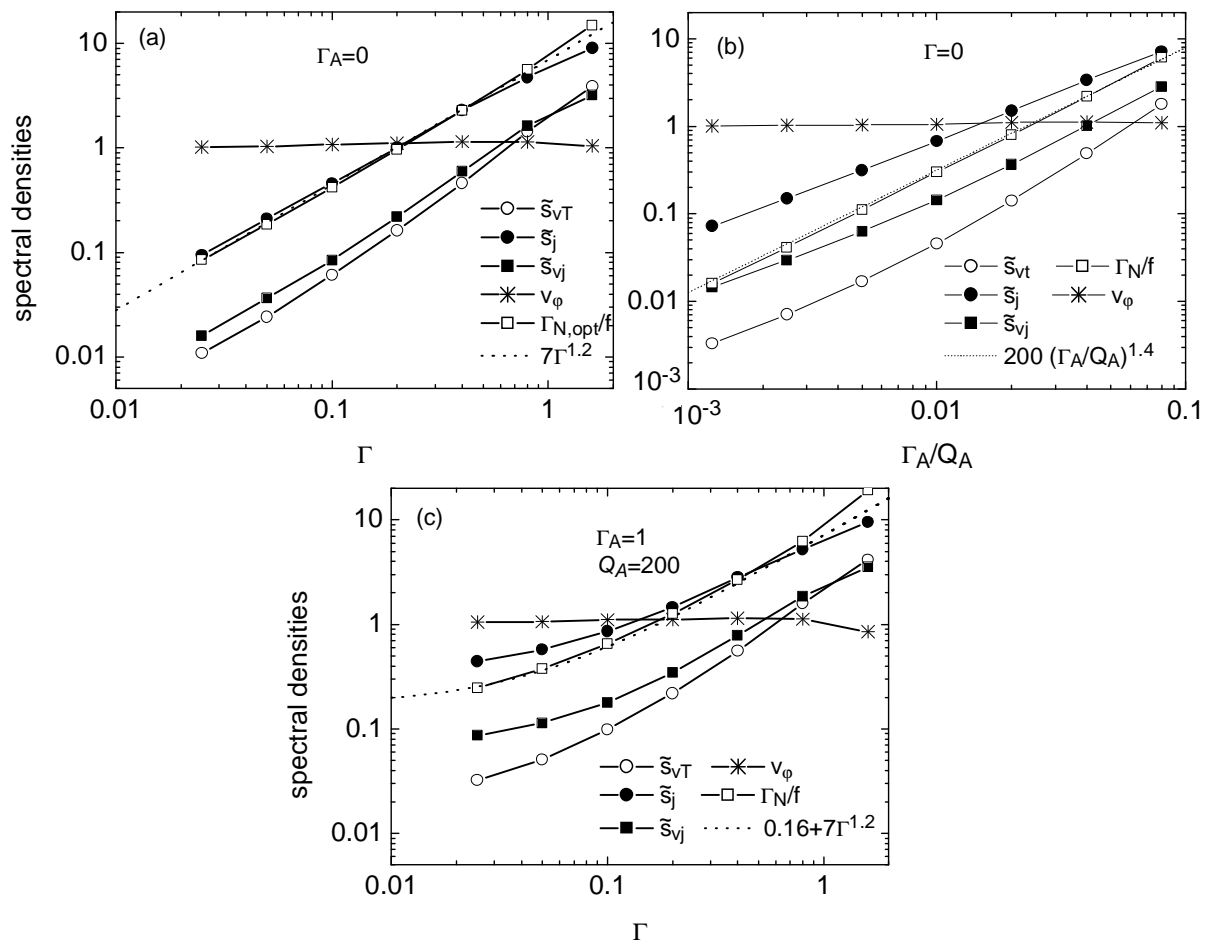 (a)
Γ_A=0
10
1
0.1
0.01
spectral densities
s̃_vT
s̃_j
s̃_vj
v_φ
Γ_N,opt/f
7Γ^1.2
0.01 0.1 1
Γ
(b)
Γ=0
10
1
0.1
0.01
10^-3
s̃_vt Γ_N/f
s̃_j v_φ
s̃_vj
200 (Γ_A/Q_A)^1.4
10^-3 0.01 0.1
Γ_A/Q_A
(c)
Γ_A=1
Q_A=200
10
1
0.1
0.01
spectral densities
s̃_vT v_φ
s̃_j Γ_N/f
s̃_vj 0.16+7Γ^1.2
0.01 0.1 1
Γ